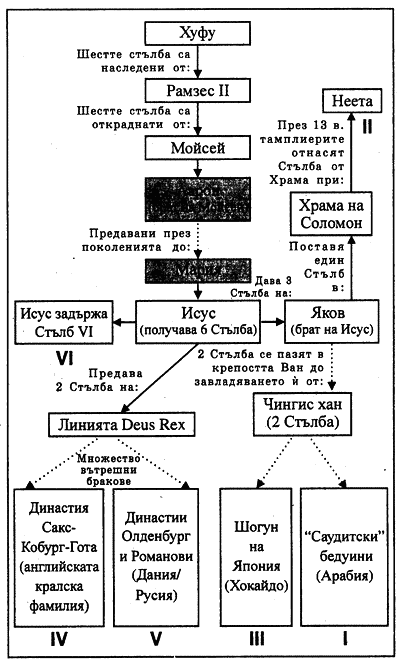 Хуфу
Шестте стълба са
наследени от:
Рамзес II
Шестте стълба са
откраднати от:
Мойсей
Предавани през
поколенията до:
Мария
Неета
II
През 13 в.
тамплиерите
отнасят
Стълба от
Храма при:
Храма на
Соломон
Поставя
един
Стълб
в:
Дава 3
Стълба на:
Исус задържа
Стълб VI
VI
Исус
(получава 6 Стълба)
Яков
(брат на Исус)
Предава
2 Стълба на:
2 Стълба се пазят в
крепостта Ван до
завладяването ѝ от:
Линията Deus Rex
Чингис хан
(2 Стълба)
Множество
вътрешни
бракове
Династия
Сакс-
Кобург-Гота
(английската
кралска
фамилия)
IV
Династии
Олденбург
и Романови
(Дания/
Русия)
V
Шогун
на
Япония
(Хокайдо)
III
“Саудитски”
бедуини
(Арабия)
I